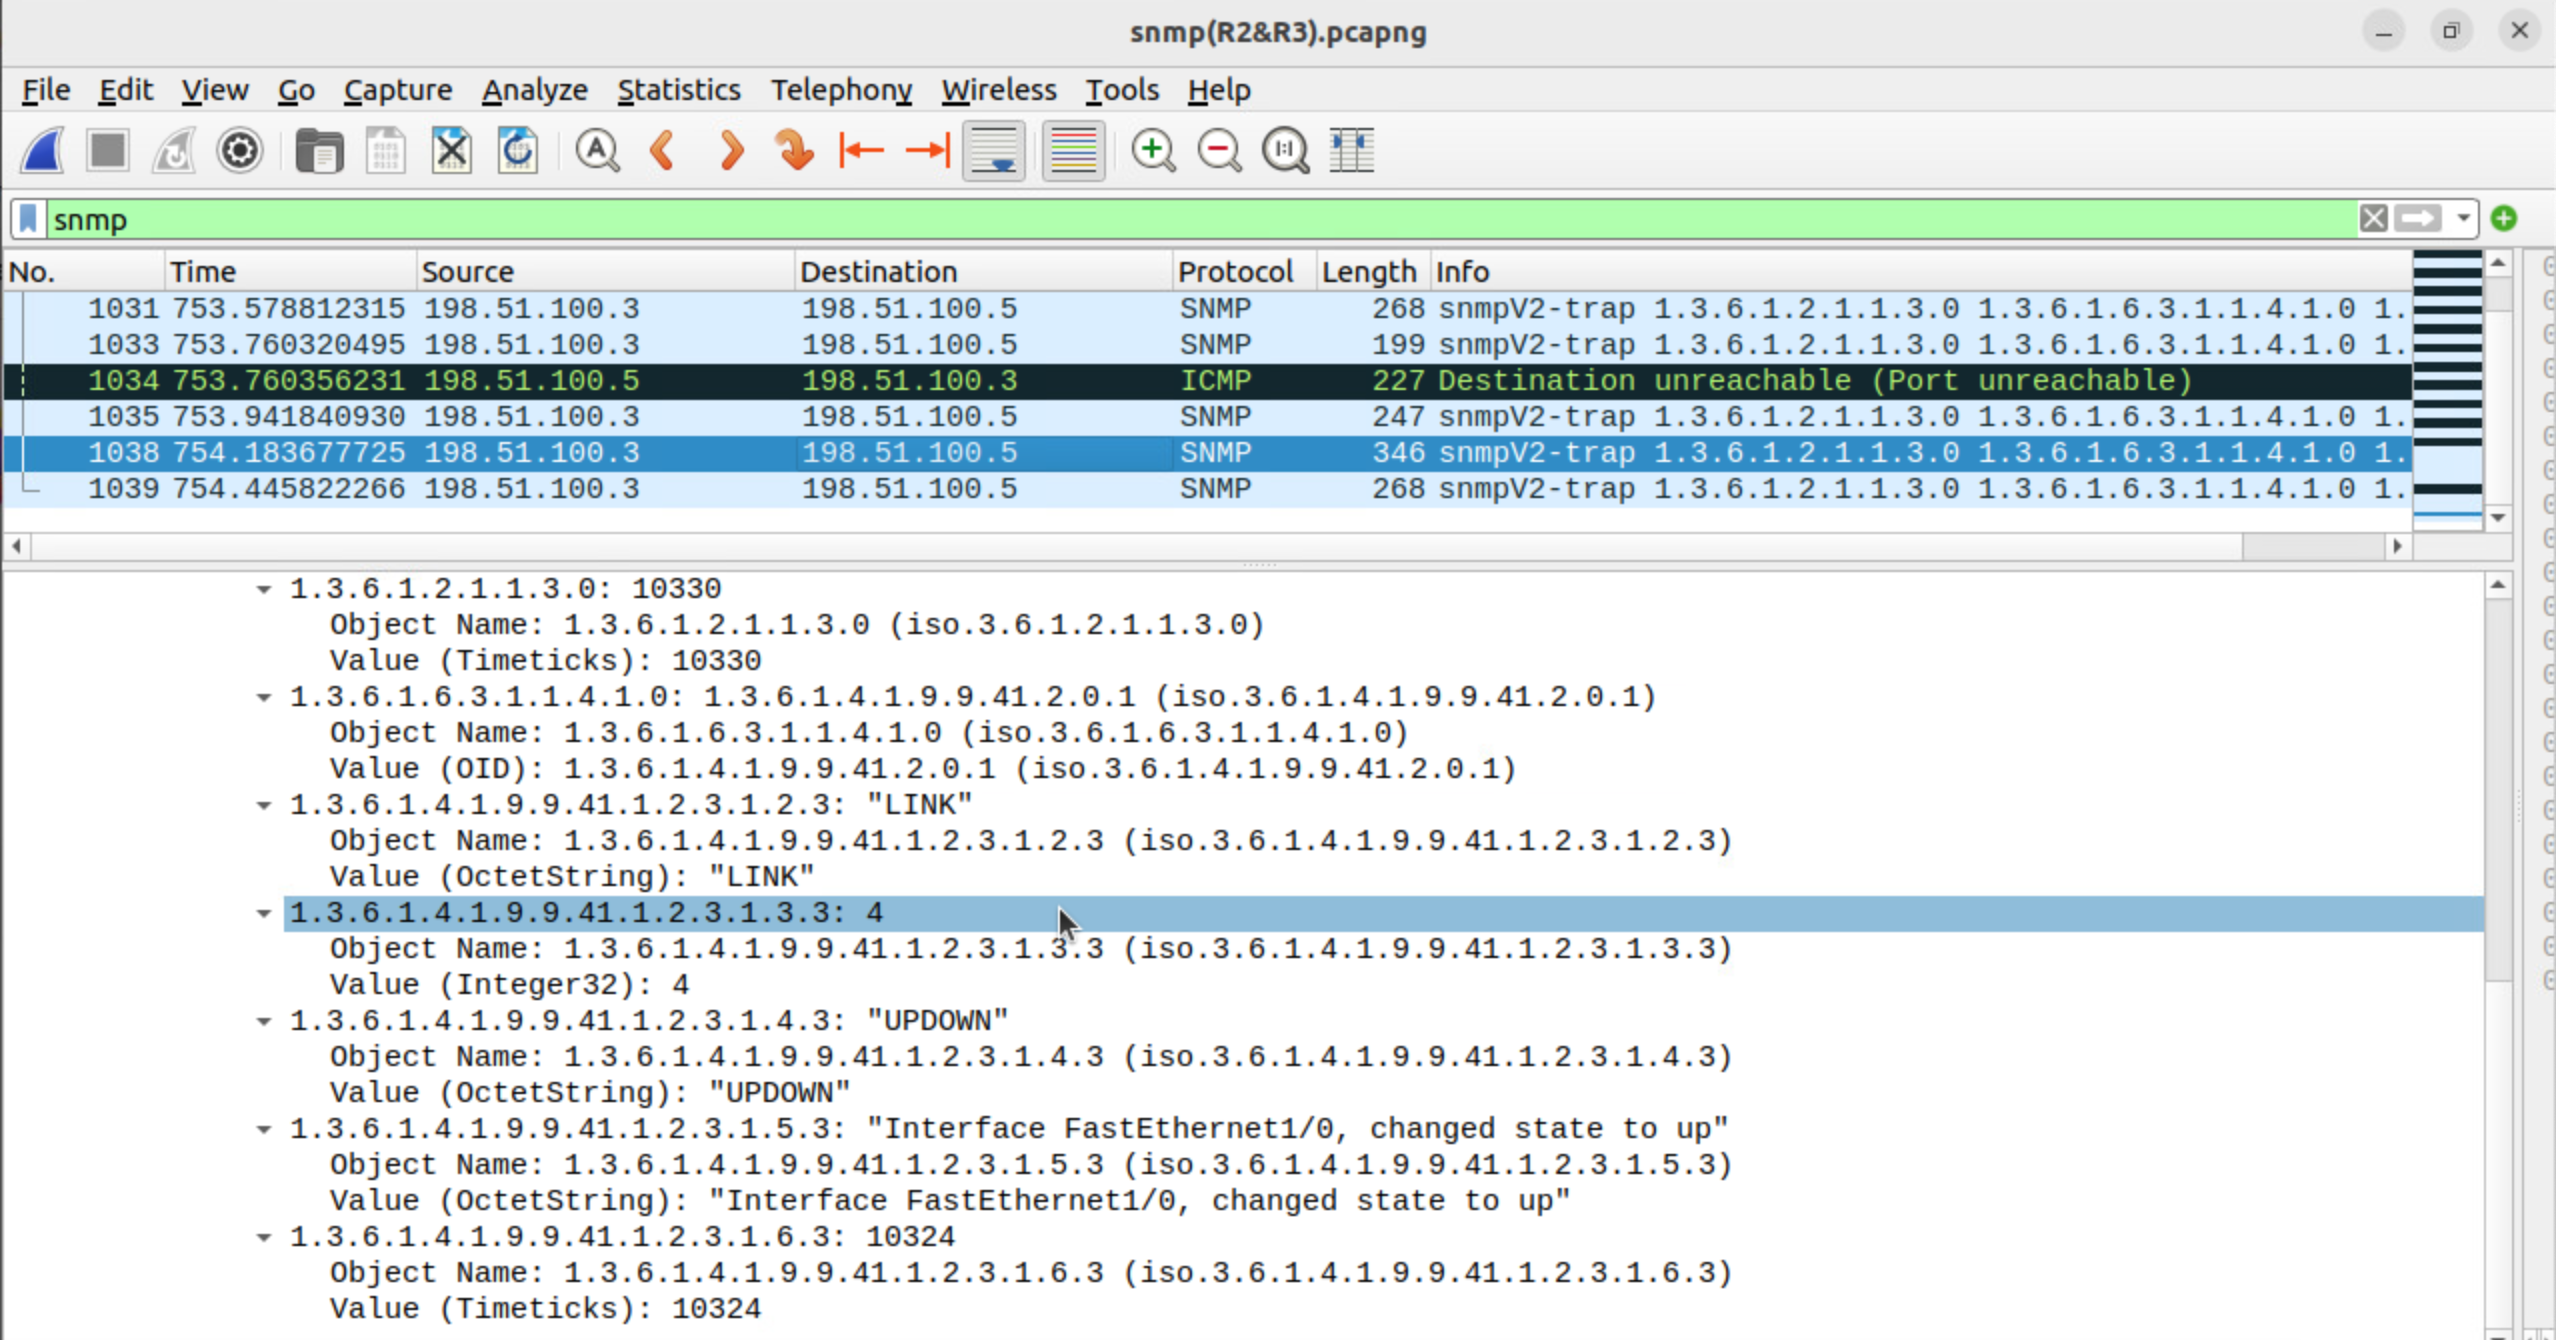 snmp(R2&R3).pcapng
File Edit View Go Capture Analyze Statistics Telephony Wireless Tools Help
snmp
No. Time Source Destination Protocol Length Info
1031 753.578812315 198.51.100.3 198.51.100.5 SNMP 268 snmpV2-trap 1.3.6.1.2.1.1.3.0 1.3.6.1.6.3.1.1.4.1.0 1.
1033 753.760320495 198.51.100.3 198.51.100.5 SNMP 199 snmpV2-trap 1.3.6.1.2.1.1.3.0 1.3.6.1.6.3.1.1.4.1.0 1.
1034 753.760356231 198.51.100.5 198.51.100.3 ICMP 227 Destination unreachable (Port unreachable)
1035 753.941840930 198.51.100.3 198.51.100.5 SNMP 247 snmpV2-trap 1.3.6.1.2.1.1.3.0 1.3.6.1.6.3.1.1.4.1.0 1.
1038 754.183677725 198.51.100.3 198.51.100.5 SNMP 346 snmpV2-trap 1.3.6.1.2.1.1.3.0 1.3.6.1.6.3.1.1.4.1.0 1.
1039 754.445822266 198.51.100.3 198.51.100.5 SNMP 268 snmpV2-trap 1.3.6.1.2.1.1.3.0 1.3.6.1.6.3.1.1.4.1.0 1.
1.3.6.1.2.1.1.3.0: 10330
Object Name: 1.3.6.1.2.1.1.3.0 (iso.3.6.1.2.1.1.3.0)
Value (Timeticks): 10330
1.3.6.1.6.3.1.1.4.1.0: 1.3.6.1.4.1.9.9.41.2.0.1 (iso.3.6.1.4.1.9.9.41.2.0.1)
Object Name: 1.3.6.1.6.3.1.1.4.1.0 (iso.3.6.1.6.3.1.1.4.1.0)
Value (OID): 1.3.6.1.4.1.9.9.41.2.0.1 (iso.3.6.1.4.1.9.9.41.2.0.1)
1.3.6.1.4.1.9.9.41.1.2.3.1.2.3: "LINK"
Object Name: 1.3.6.1.4.1.9.9.41.1.2.3.1.2.3 (iso.3.6.1.4.1.9.9.41.1.2.3.1.2.3)
Value (OctetString): "LINK"
1.3.6.1.4.1.9.9.41.1.2.3.1.3.3: 4
Object Name: 1.3.6.1.4.1.9.9.41.1.2.3.1.3.3 (iso.3.6.1.4.1.9.9.41.1.2.3.1.3.3)
Value (Integer32): 4
1.3.6.1.4.1.9.9.41.1.2.3.1.4.3: "UPDOWN"
Object Name: 1.3.6.1.4.1.9.9.41.1.2.3.1.4.3 (iso.3.6.1.4.1.9.9.41.1.2.3.1.4.3)
Value (OctetString): "UPDOWN"
1.3.6.1.4.1.9.9.41.1.2.3.1.5.3: "Interface FastEthernet1/0, changed state to up"
Object Name: 1.3.6.1.4.1.9.9.41.1.2.3.1.5.3 (iso.3.6.1.4.1.9.9.41.1.2.3.1.5.3)
Value (OctetString): "Interface FastEthernet1/0, changed state to up"
1.3.6.1.4.1.9.9.41.1.2.3.1.6.3: 10324
Object Name: 1.3.6.1.4.1.9.9.41.1.2.3.1.6.3 (iso.3.6.1.4.1.9.9.41.1.2.3.1.6.3)
Value (Timeticks): 10324